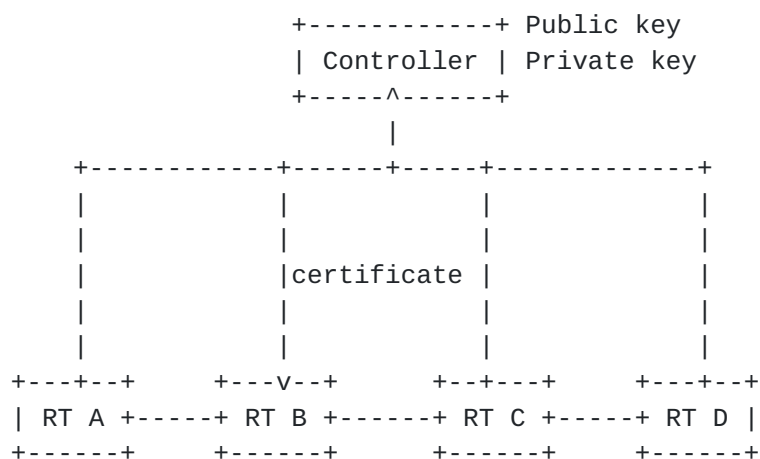 Public key
Controller Private key
certificate
RT A RT B RT C RT D